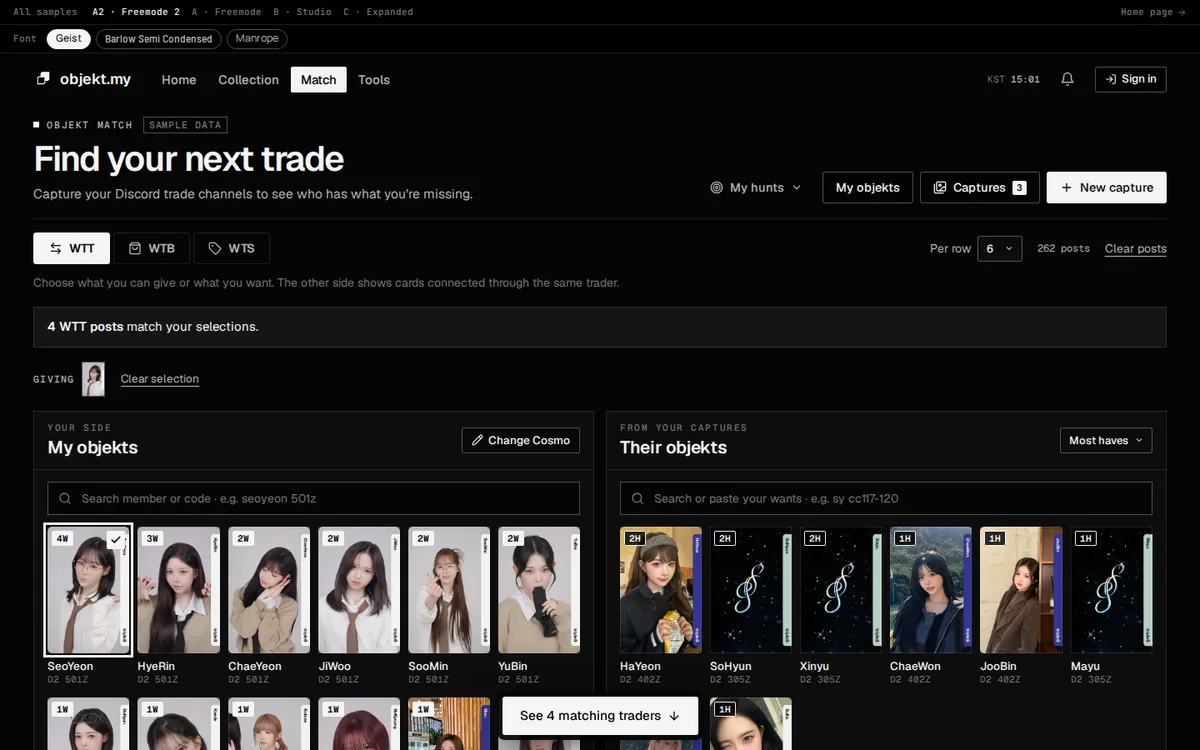 All samples A2 · Freemode 2 A · Freemode B · Studio C · Expanded Home page →
Font Geist Barlow Semi Condensed Manrope
objekt.my Home Collection Match Tools KST 15:01 Sign in
OBJEKT MATCH SAMPLE DATA
Find your next trade
Capture your Discord trade channels to see who has what you're missing.
My hunts My objekts Captures 3 + New capture
WTT WTB WTS Per row 6 262 posts Clear posts
Choose what you can give or what you want. The other side shows cards connected through the same trader.
4 WTT posts match your selections.
GIVING Clear selection
YOUR SIDE
My objekts
Change Cosmo
FROM YOUR CAPTURES
Their objekts
Most haves
Search member or code · e.g. seoyeon 501z
Search or paste your wants · e.g. sy cc117-120
4W 3W 2W 2W 2W 2W
2H 2H 2H 1H 1H 1H
SeoYeon HyeRin ChaeYeon JiWoo SooMin YuBin
D2 501Z D2 501Z D2 501Z D2 501Z D2 501Z D2 501Z
HaYeon SoHyun Xinyu ChaeWon JooBin Mayu
D2 402Z D2 305Z D2 305Z D2 402Z D2 402Z D2 305Z
1W 1W 1W 1W 1W
1H
See 4 matching traders ↓